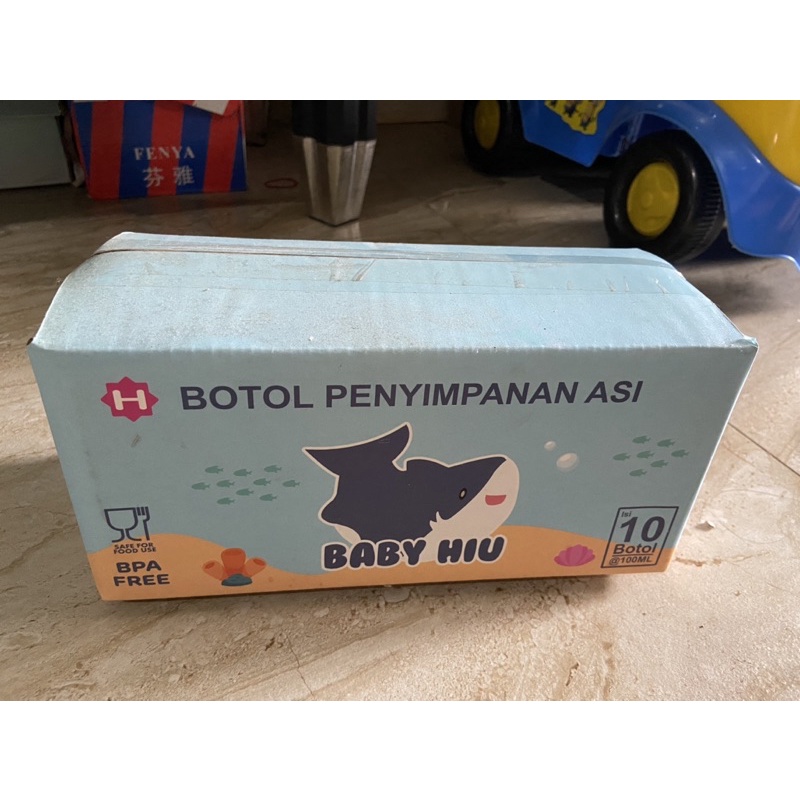 FENYA
芬雅
H BOTOL PENYIMPANAN ASI
SAFE FOR
FOOD USE
BPA
FREE
BABY HIU
Isi
10
Botol
@100ML